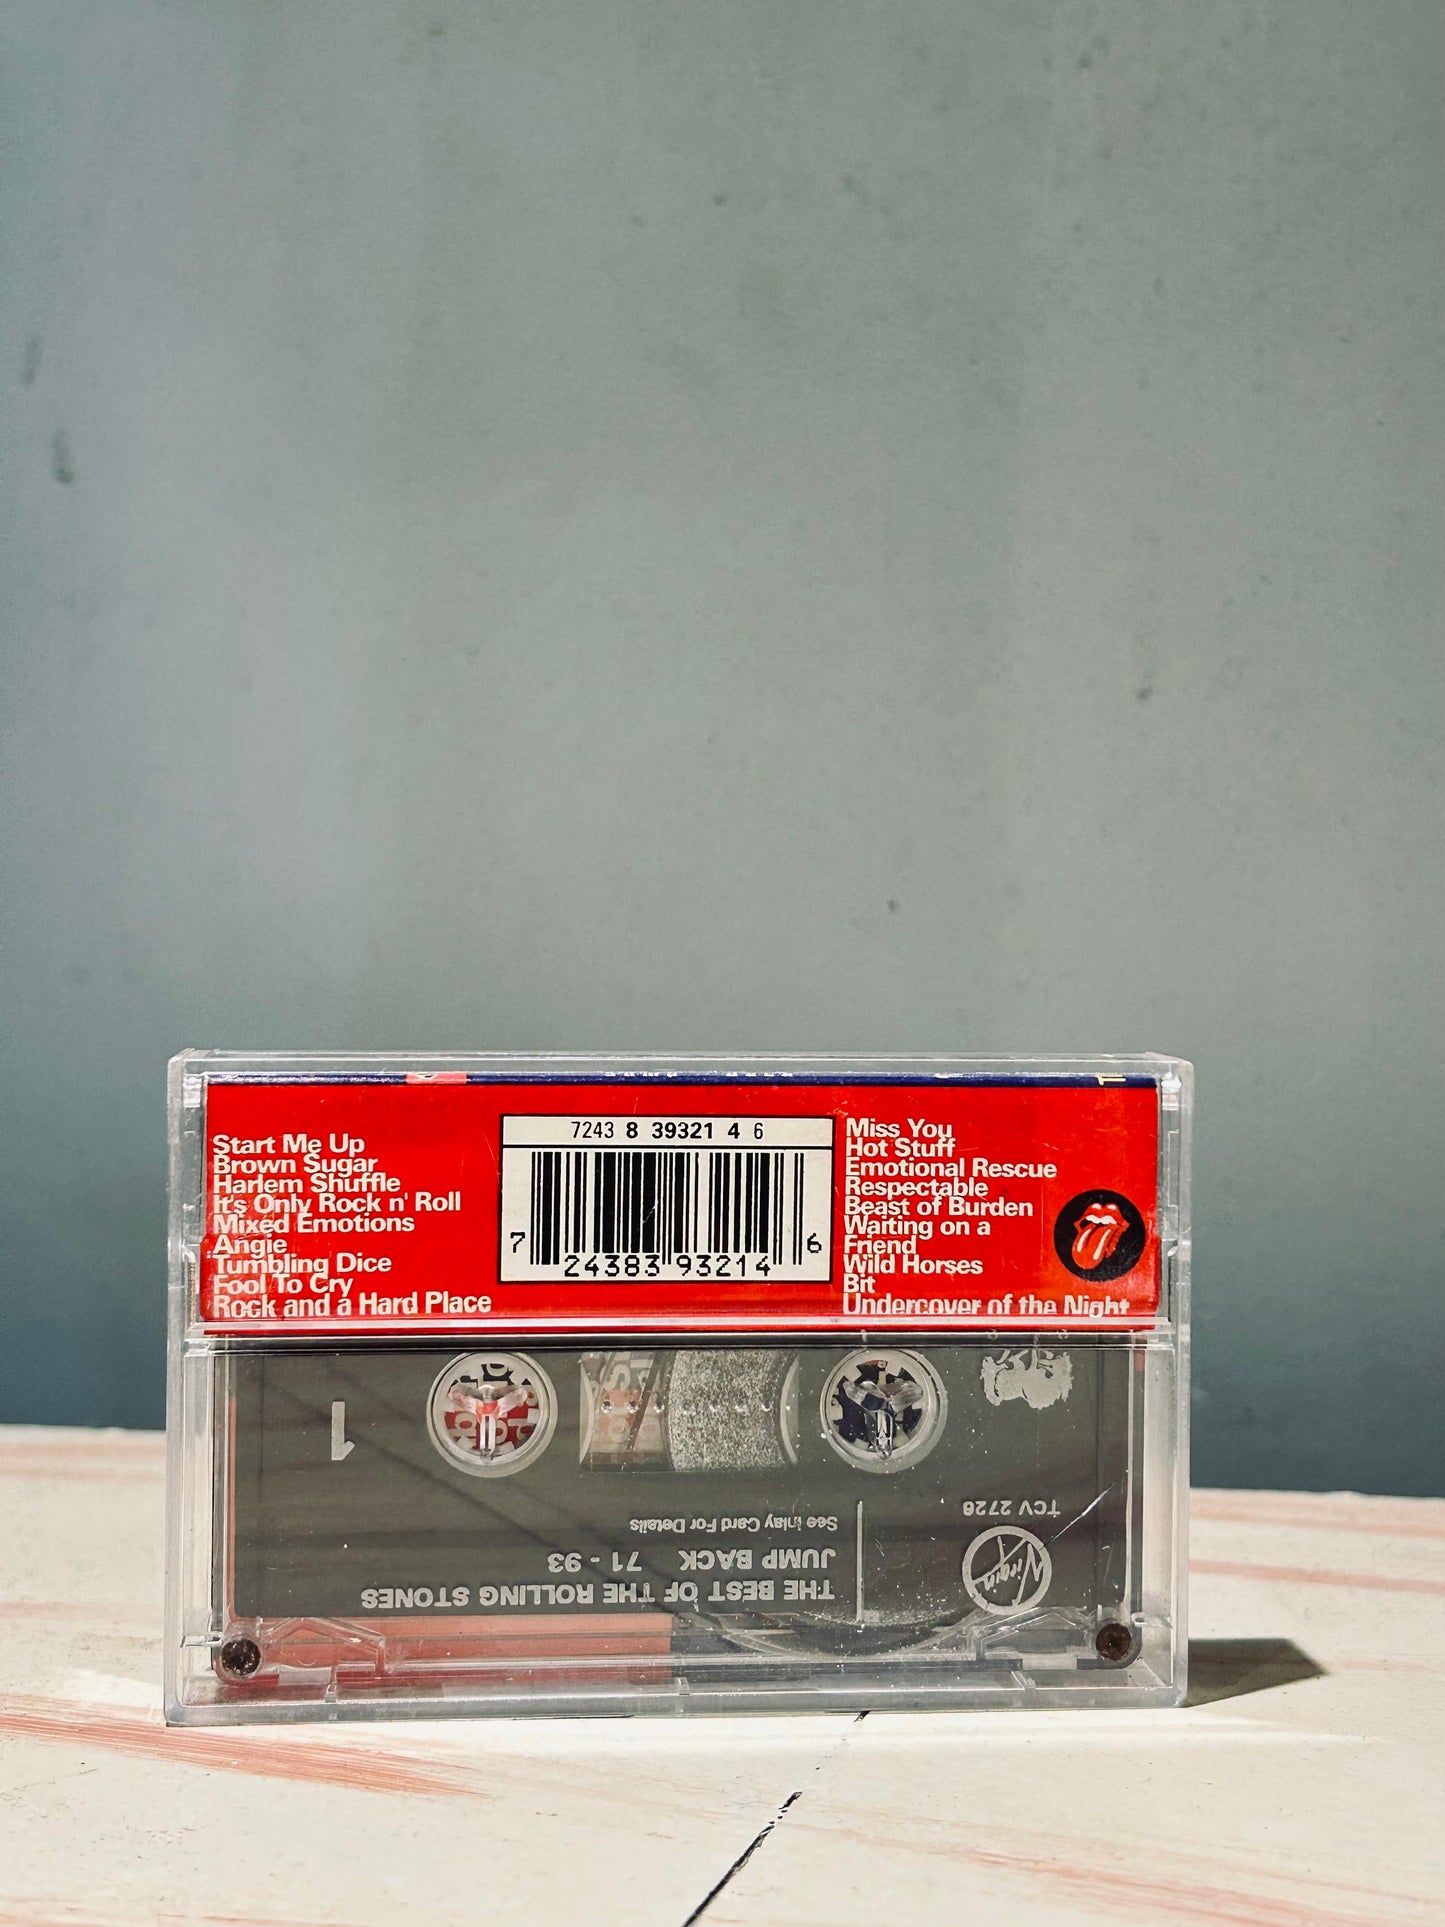 Start Me Up
Brown Sugar
Harlem Shuffle
It's Only Rock n' Roll
Mixed Emotions
Angie
Tumbling Dice
Fool To Cry
Rock and a Hard Place
7243 8 39321 4 6
7 24383 93214 6
Miss You
Hot Stuff
Emotional Rescue
Respectable
Beast of Burden
Waiting on a
Friend
Wild Horses
Bit
Undercover of the Night
1
THE BEST OF THE ROLLING STONES
JUMP BACK 71 - 93
See Inlay Card For Details
Virgin
TCV 2726